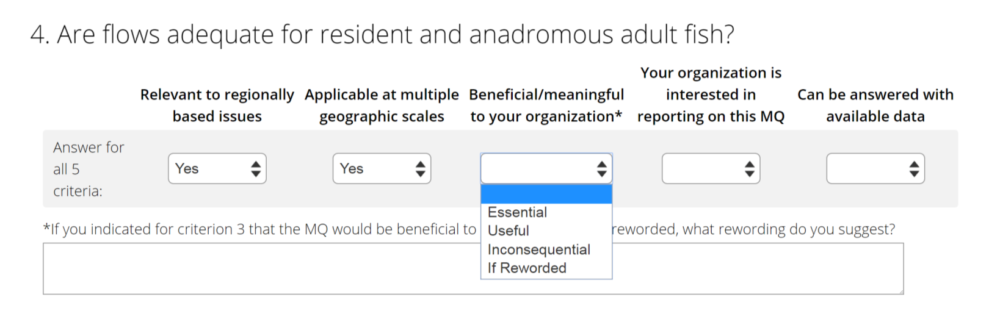 4. Are flows adequate for resident and anadromous adult fish?
Relevant to regionally based issues
Applicable at multiple geographic scales
Beneficial/meaningful to your organization*
Your organization is interested in reporting on this MQ
Can be answered with available data
Answer for
all 5
criteria:
Yes
Yes
Essential
Useful
Inconsequential
If Reworded
*If you indicated for criterion 3 that the MQ would be beneficial to reworded, what rewording do you suggest?